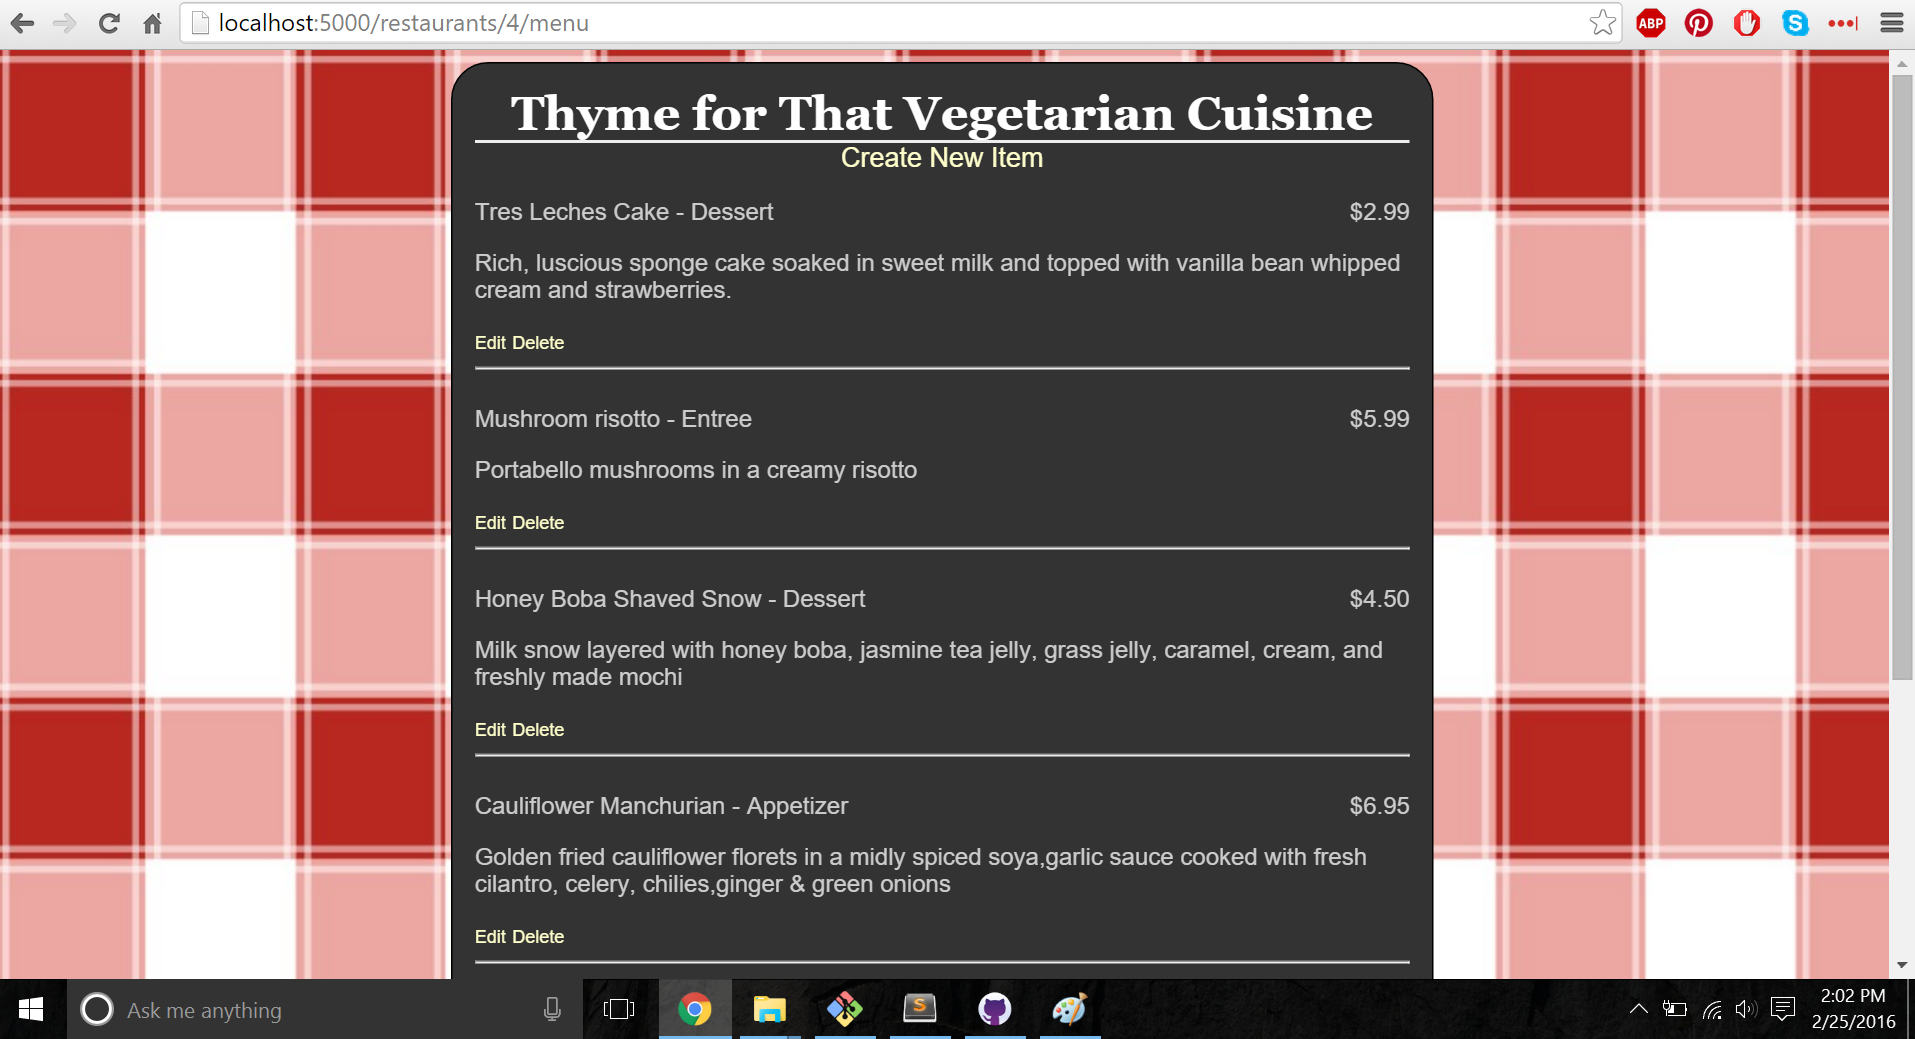 localhost:5000/restaurants/4/menu
ABP
Thyme for That Vegetarian Cuisine
Create New Item
Tres Leches Cake - Dessert $2.99
Rich, luscious sponge cake soaked in sweet milk and topped with vanilla bean whipped
cream and strawberries.
Edit Delete
Mushroom risotto - Entree $5.99
Portabello mushrooms in a creamy risotto
Edit Delete
Honey Boba Shaved Snow - Dessert $4.50
Milk snow layered with honey boba, jasmine tea jelly, grass jelly, caramel, cream, and
freshly made mochi
Edit Delete
Cauliflower Manchurian - Appetizer $6.95
Golden fried cauliflower florets in a midly spiced soya,garlic sauce cooked with fresh
cilantro, celery, chilies,ginger & green onions
Edit Delete
Ask me anything
2:02 PM
2/25/2016